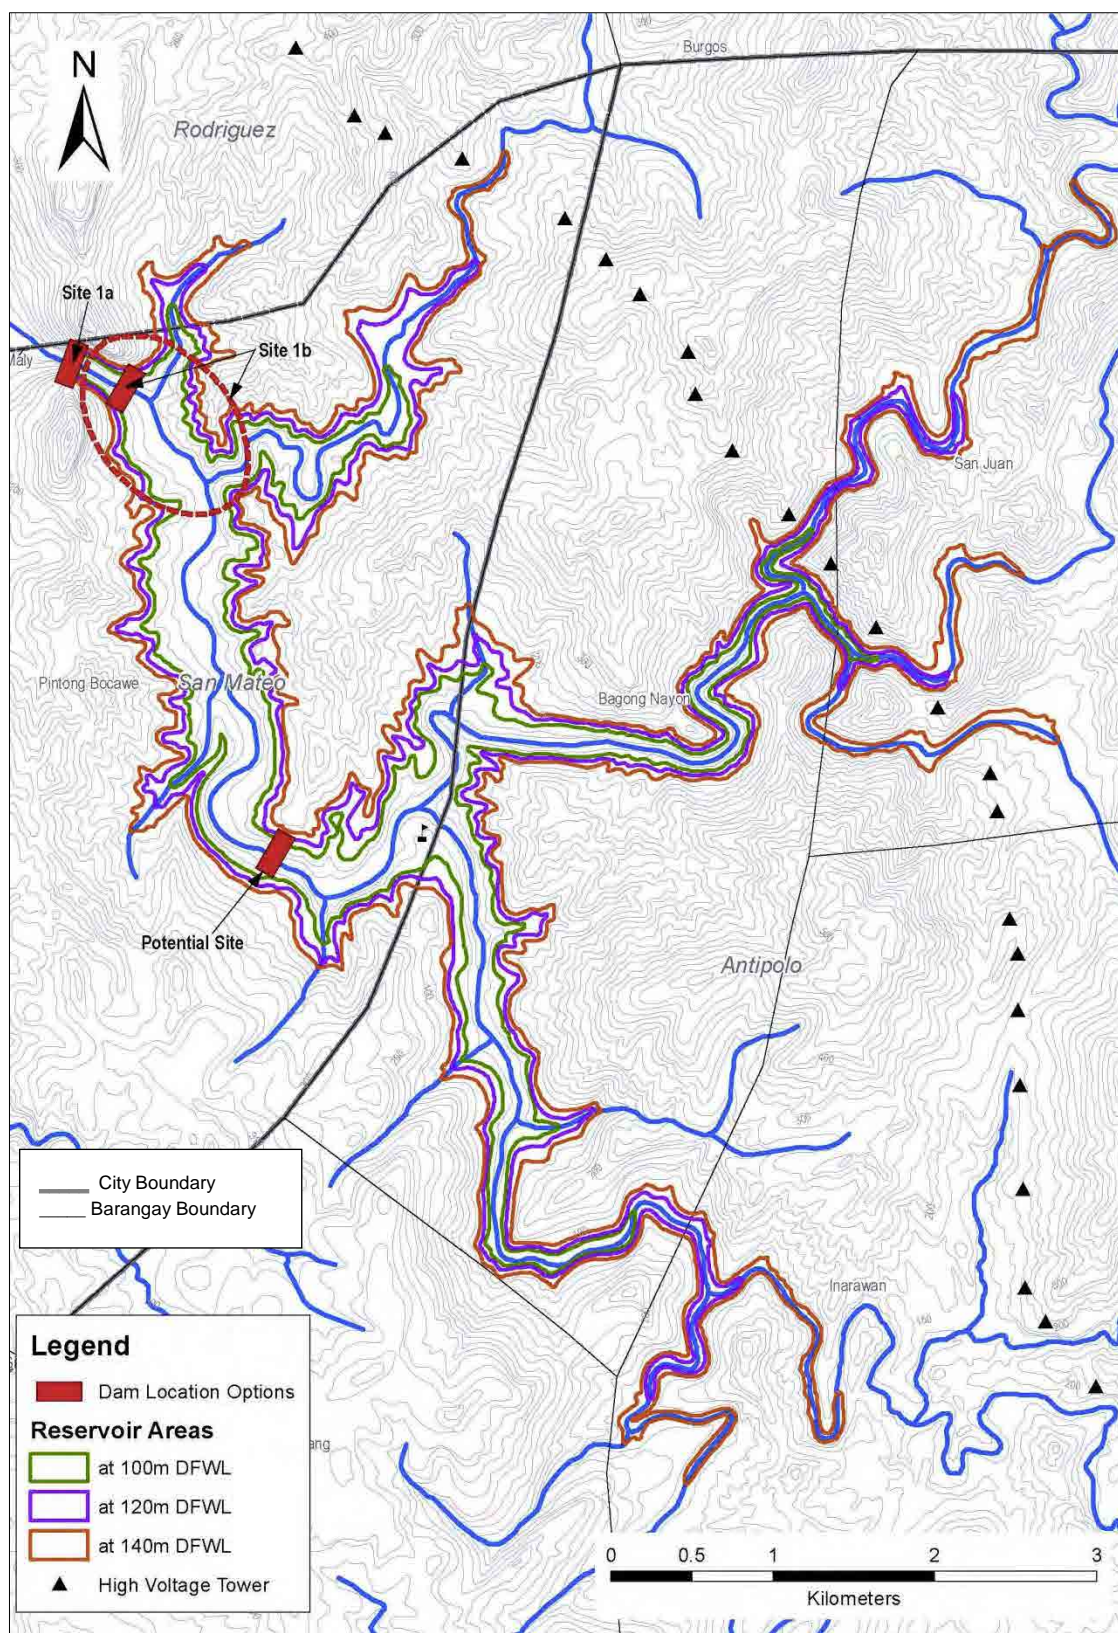 N
Burgos
Rodriguez
Site 1a
Site 1b
San Juan
Pintong Bocawe
San Mateo
Bagong Nayon
Potential Site
Antipolo
City Boundary
Barangay Boundary
Inarawan
Legend
Dam Location Options
Reservoir Areas
at 100m DFWL
at 120m DFWL
at 140m DFWL
High Voltage Tower
0 0.5 1 2 3
Kilometers